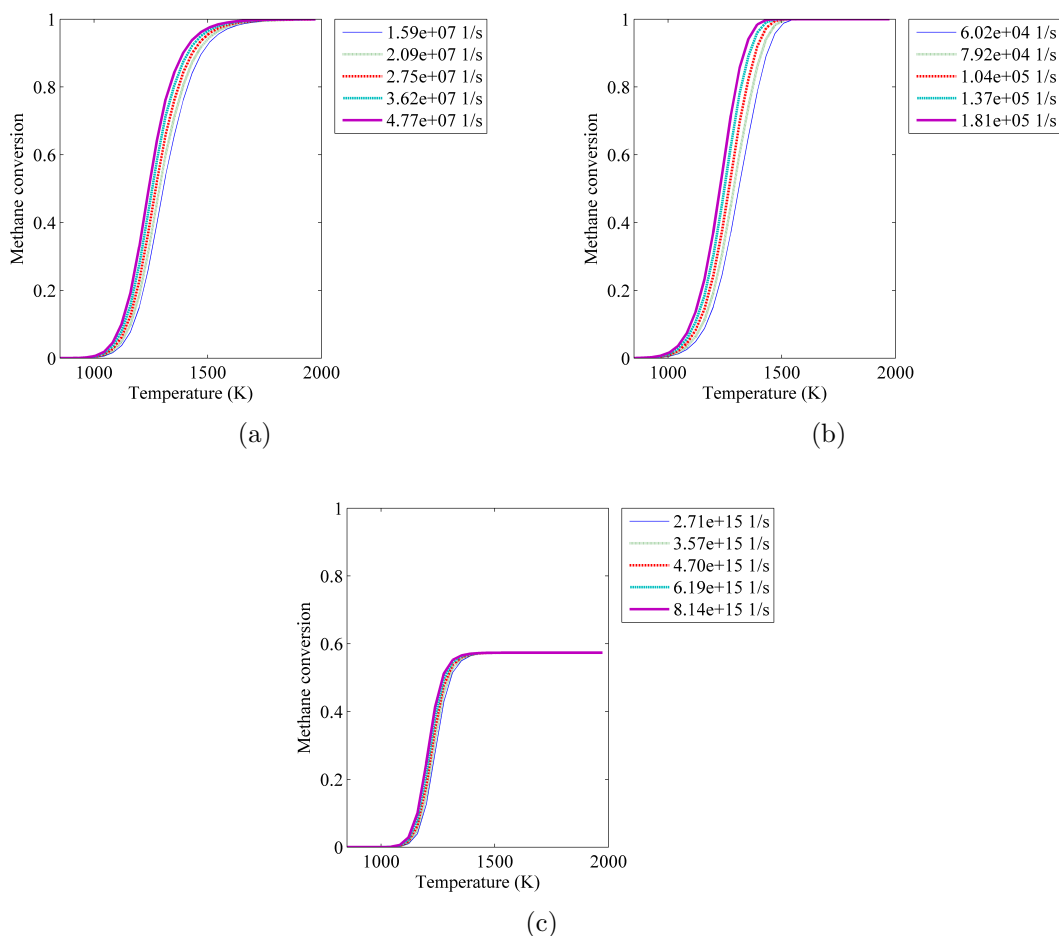 1
0.8
0.6
0.4
0.2
0
1000
1500
2000
Methane conversion
Temperature (K)
1.59e+07 1/s
2.09e+07 1/s
2.75e+07 1/s
3.62e+07 1/s
4.77e+07 1/s
(a)
1
0.8
0.6
0.4
0.2
0
1000
1500
2000
Methane conversion
Temperature (K)
6.02e+04 1/s
7.92e+04 1/s
1.04e+05 1/s
1.37e+05 1/s
1.81e+05 1/s
(b)
1
0.8
0.6
0.4
0.2
0
1000
1500
2000
Methane conversion
Temperature (K)
2.71e+15 1/s
3.57e+15 1/s
4.70e+15 1/s
6.19e+15 1/s
8.14e+15 1/s
(c)